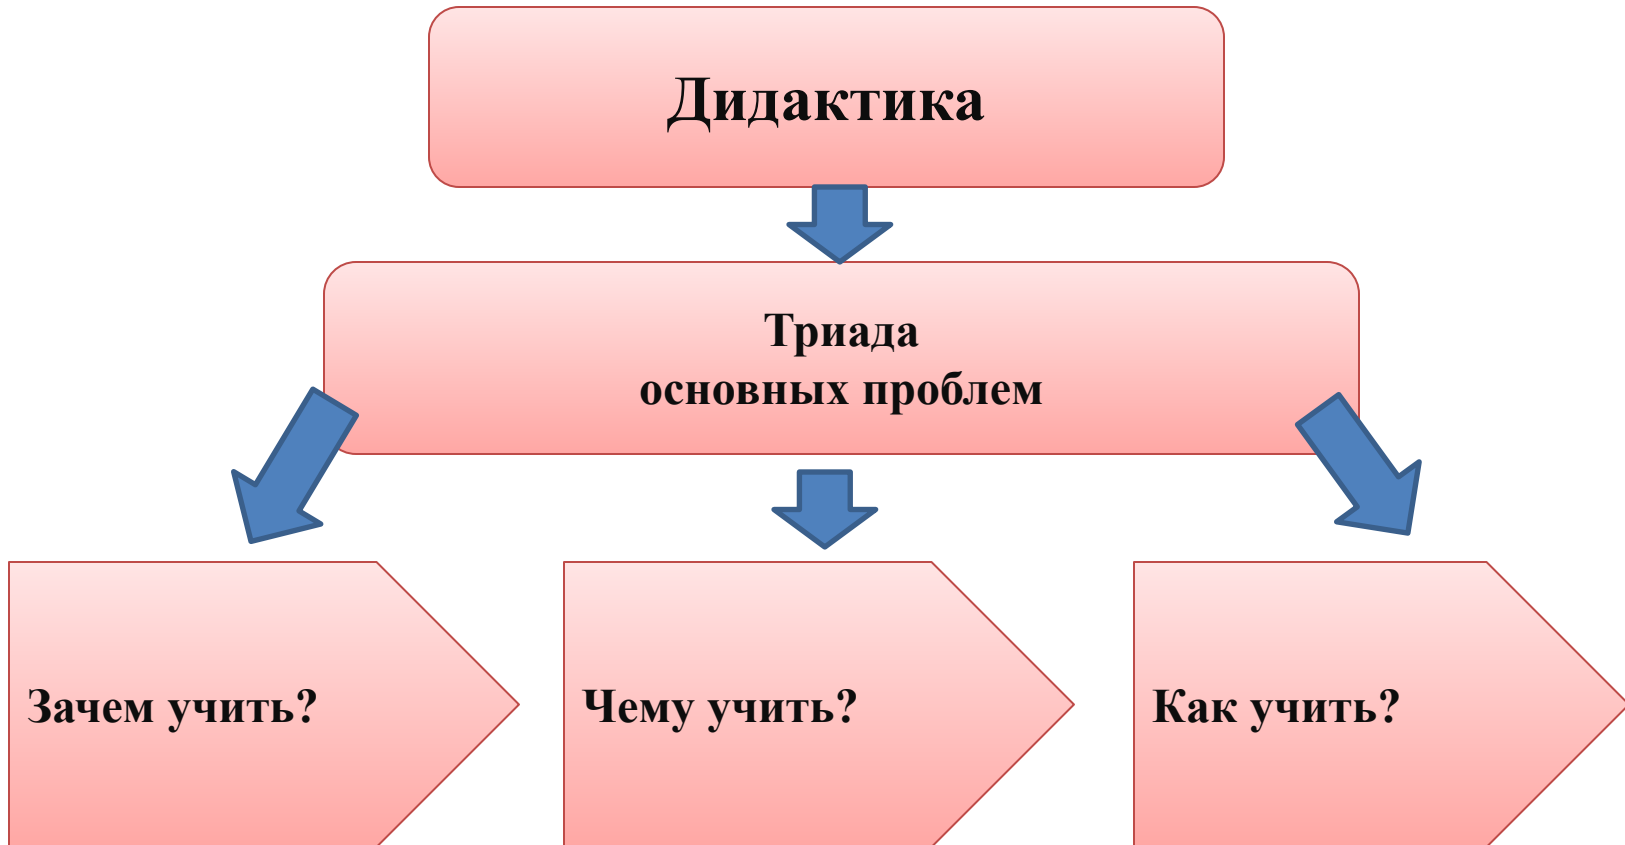 Дидактика
Триада
основных проблем
Зачем учить?
Чему учить?
Как учить?